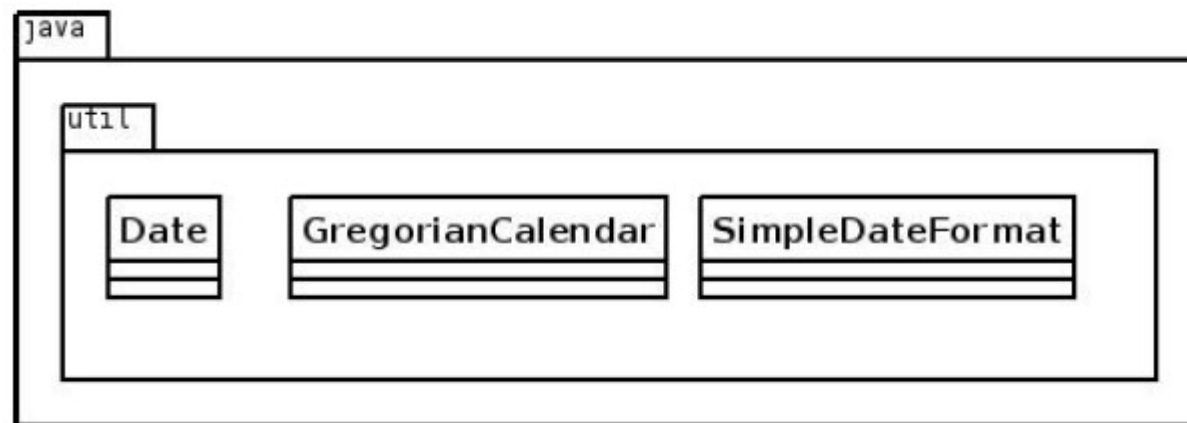 java
util
Date
GregorianCalendar
SimpleDateFormat